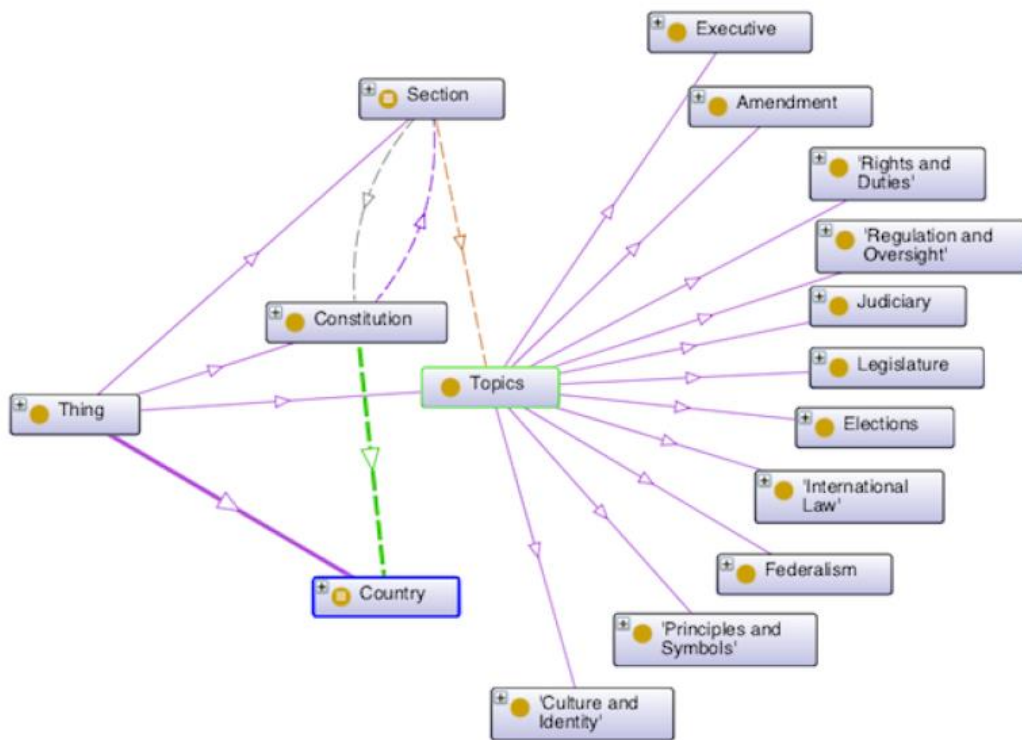 Executive
Section
Amendment
'Rights and
Duties'
'Regulation and
Oversight'
Judiciary
Constitution
Legislature
Topics
Thing
Elections
'International
Law'
Federalism
Country
'Principles and
Symbols'
'Culture and
Identity'